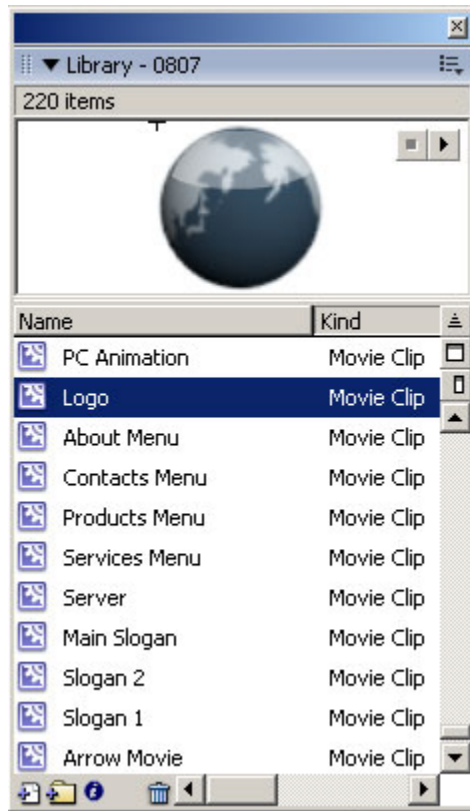 Library - 0807
220 items
Name Kind
PC Animation Movie Clip
Logo Movie Clip
About Menu Movie Clip
Contacts Menu Movie Clip
Products Menu Movie Clip
Services Menu Movie Clip
Server Movie Clip
Main Slogan Movie Clip
Slogan 2 Movie Clip
Slogan 1 Movie Clip
Arrow Movie Movie Clip